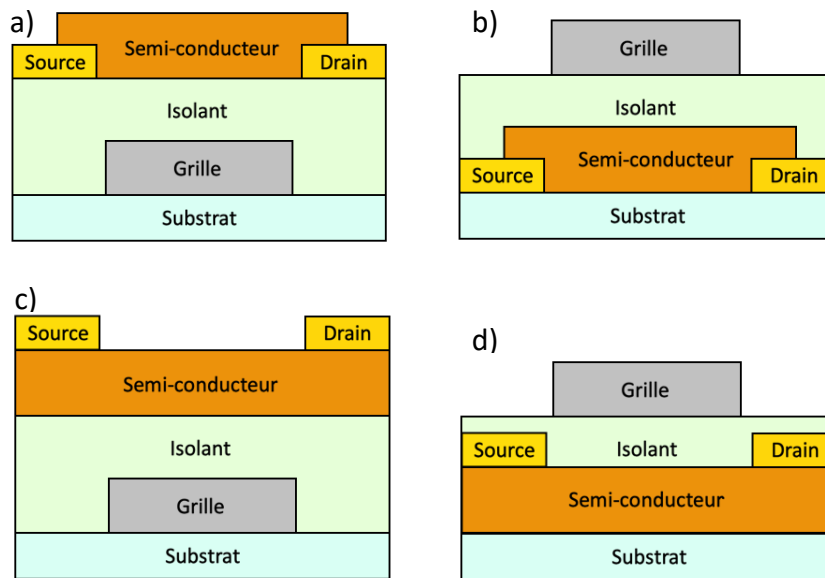 a)
Semi-conducteur
Source
Drain
Isolant
Grille
Substrat
b)
Grille
Isolant
Semi-conducteur
Source
Drain
Substrat
c)
Source
Drain
Semi-conducteur
Isolant
Grille
Substrat
d)
Grille
Source
Isolant
Drain
Semi-conducteur
Substrat